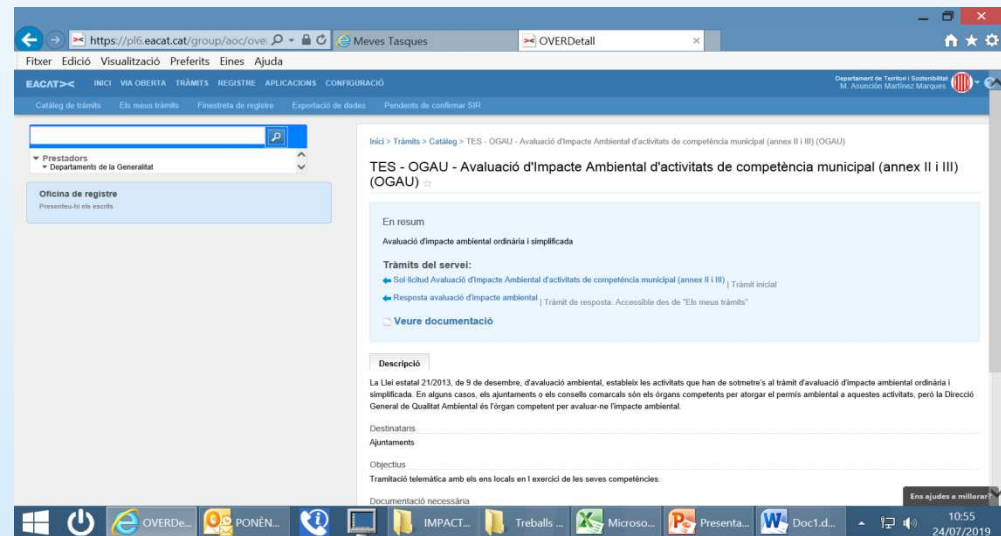 https://pl6.eacat.cat/group/aoc/ove
Meves Tasques
OVERDetall
Fitxer Edició Visualització Preferits Eines Ajuda
EACAT INICI VIA OBERTA TRÀMITS REGISTRE APLICACIONS CONFIGURACIÓ
Departament de Territori i Sostenibilitat
M. Asunción Martínez Marques
Catàleg de tràmits Els meus tràmits Finestreta de registre Exportació de dades Pendents de confirmar SIR
Prestadors
Departaments de la Generalitat
Oficina de registre
Presenteu-hi els escrits
Inici > Tràmits > Catàleg > TES - OGAU - Avaluació d'Impacte Ambiental d'activitats de competència municipal (annex II i III) (OGAU)
TES - OGAU - Avaluació d'Impacte Ambiental d'activitats de competència municipal (annex II i III)
(OGAU)
En resum
Avaluació d'impacte ambiental ordinària i simplificada
Tràmits del servei:
Sol·licitud Avaluació d'Impacte Ambiental d'activitats de competència municipal (annex II i III) | Tràmit inicial
Resposta avaluació d'impacte ambiental | Tràmit de resposta. Accessible des de "Els meus tràmits"
Veure documentació
Descripció
La Llei estatal 21/2013, de 9 de desembre, d'avaluació ambiental, estableix les activitats que han de sotmetre's al tràmit d'avaluació d'impacte ambiental ordinària i
simplificada. En alguns casos, els ajuntaments o els consells comarcals són els òrgans competents per atorgar el permís ambiental a aquestes activitats, però la Direcció
General de Qualitat Ambiental és l'òrgan competent per avaluar-ne l'impacte ambiental.
Destinataris
Ajuntaments
Objectius
Tramitació telemàtica amb els ens locals en l exercici de les seves competències.
Documentació necessària
Ens ajudes a millorar?
OVERDe... PONÈN... IMPACT... Treballs ... Microso... Presenta... Doc1.d...
10:55
24/07/2019